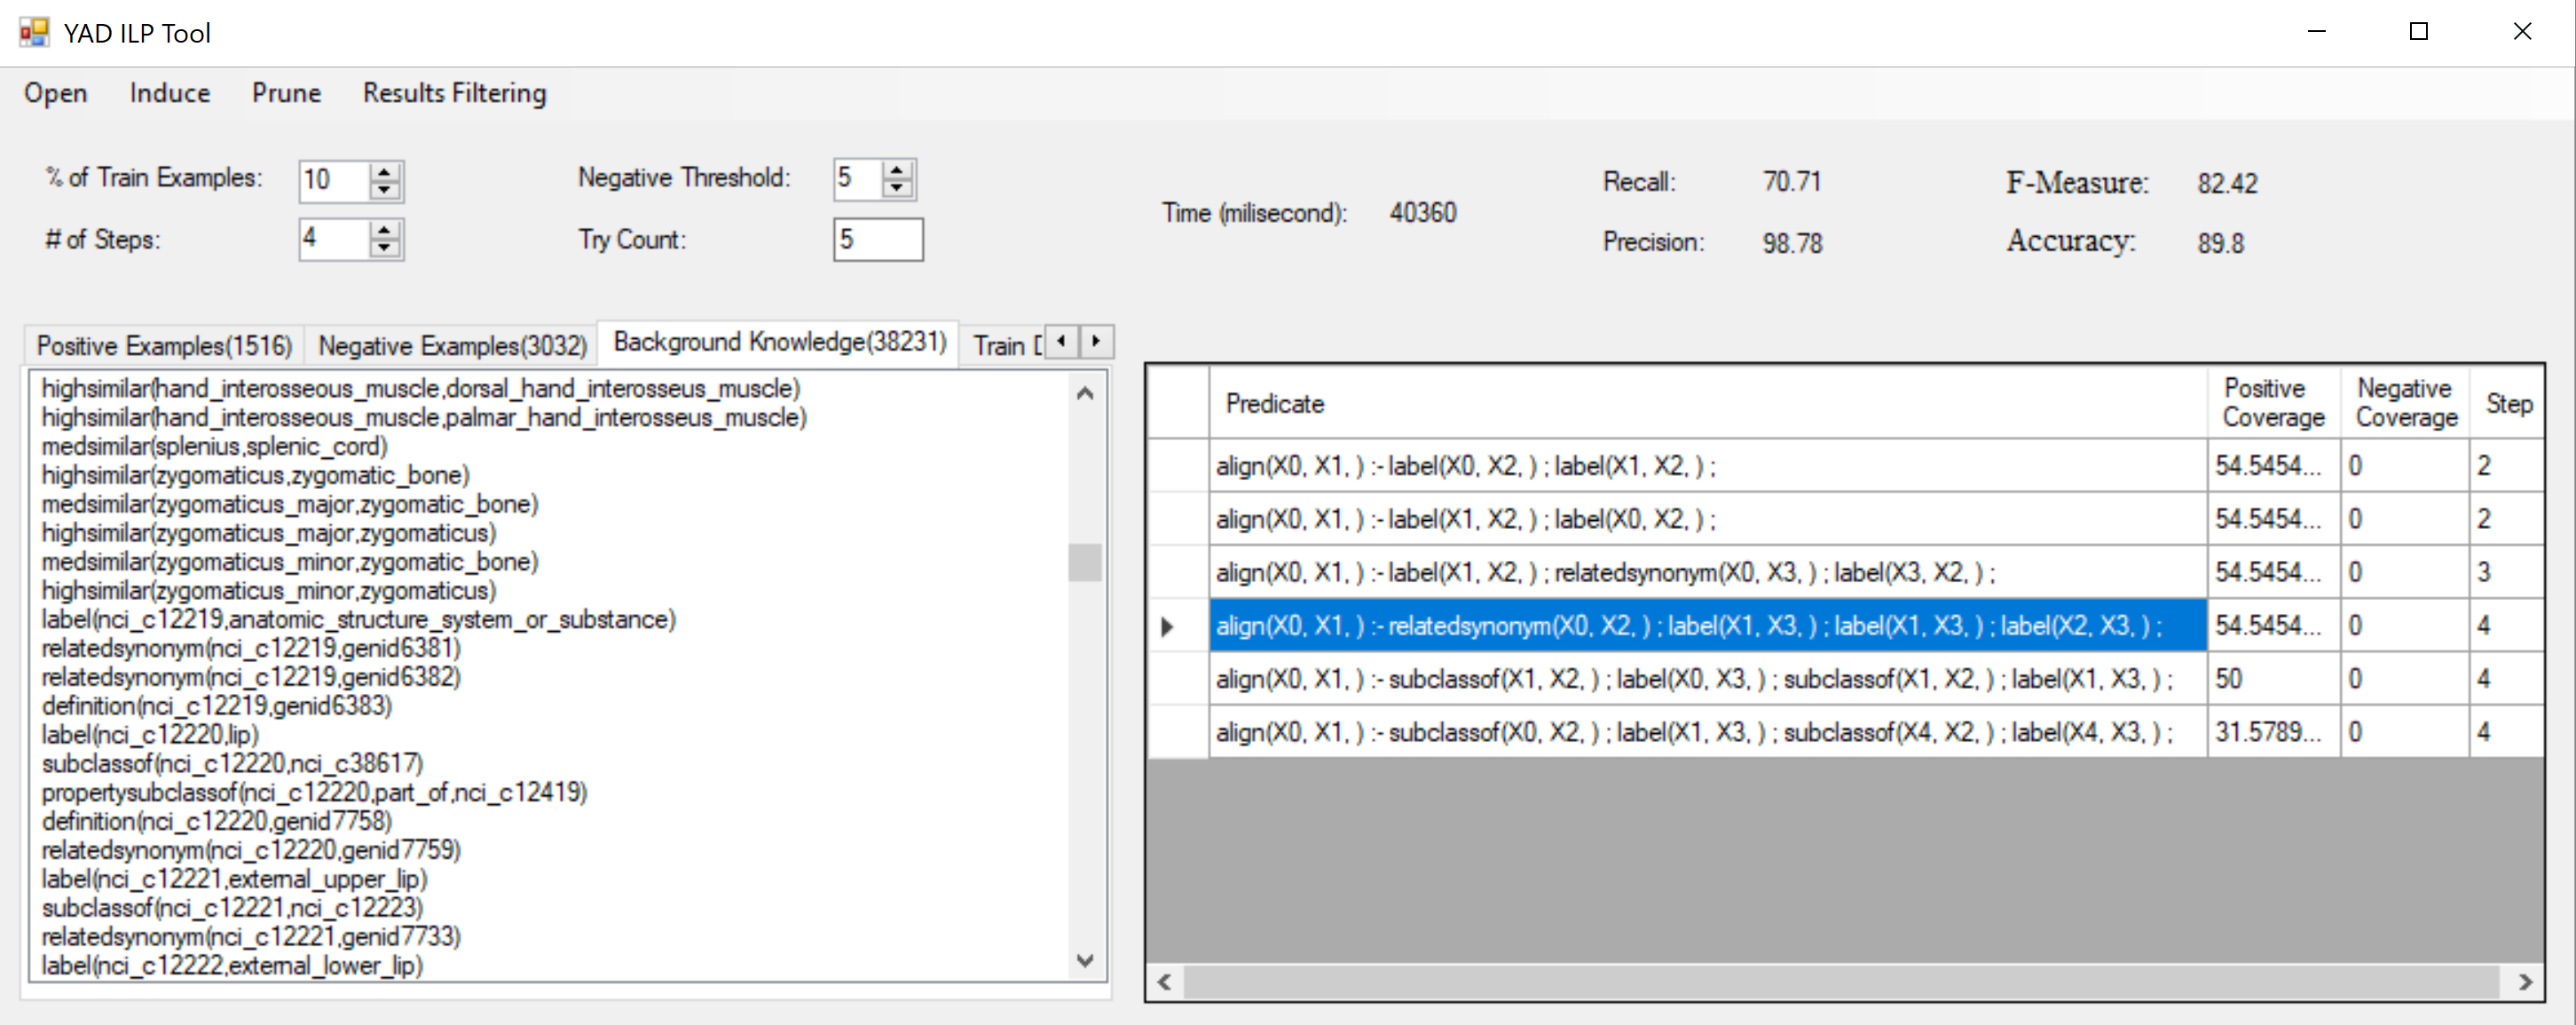 YAD ILP Tool
Open Induce Prune Results Filtering
% of Train Examples: 10 Negative Threshold: 5
# of Steps: 4 Try Count: 5
Time (milisecond): 40360
Recall: 70.71 F-Measure: 82.42
Precision: 98.78 Accuracy: 89.8
Positive Examples(1516) Negative Examples(3032) Background Knowledge(38231) Train
highsimilar(hand_interosseous_muscle,dorsal_hand_interosseus_muscle)
highsimilar(hand_interosseous_muscle,palmar_hand_interosseus_muscle)
medsimilar(splenius,splenic_cord)
highsimilar(zygomaticus,zygomatic_bone)
medsimilar(zygomaticus_major,zygomatic_bone)
highsimilar(zygomaticus_major,zygomaticus)
medsimilar(zygomaticus_minor,zygomatic_bone)
highsimilar(zygomaticus_minor,zygomaticus)
label(nci_c12219,anatomic_structure_system_or_substance)
relatedsynonym(nci_c12219,genid6381)
relatedsynonym(nci_c12219,genid6382)
definition(nci_c12219,genid6383)
label(nci_c12220,lip)
subclassof(nci_c12220,nci_c38617)
propertysubclassof(nci_c12220,part_of,nci_c12419)
definition(nci_c12220,genid7758)
relatedsynonym(nci_c12220,genid7759)
label(nci_c12221,external_upper_lip)
subclassof(nci_c12221,nci_c12223)
relatedsynonym(nci_c12221,genid7733)
label(nci_c12222,external_lower_lip)
Predicate Positive Coverage Negative Coverage Step
align(X0, X1, ) :- label(X0, X2, ) ; label(X1, X2, ) ; 54.5454... 0 2
align(X0, X1, ) :- label(X1, X2, ) ; label(X0, X2, ) ; 54.5454... 0 2
align(X0, X1, ) :- label(X1, X2, ) ; relatedsynonym(X0, X3, ) ; label(X3, X2, ) ; 54.5454... 0 3
align(X0, X1, ) :- relatedsynonym(X0, X2, ) ; label(X1, X3, ) ; label(X1, X3, ) ; label(X2, X3, ) ; 54.5454... 0 4
align(X0, X1, ) :- subclassof(X1, X2, ) ; label(X0, X3, ) ; subclassof(X1, X2, ) ; label(X1, X3, ) ; 50 0 4
align(X0, X1, ) :- subclassof(X0, X2, ) ; label(X1, X3, ) ; subclassof(X4, X2, ) ; label(X4, X3, ) ; 31.5789... 0 4